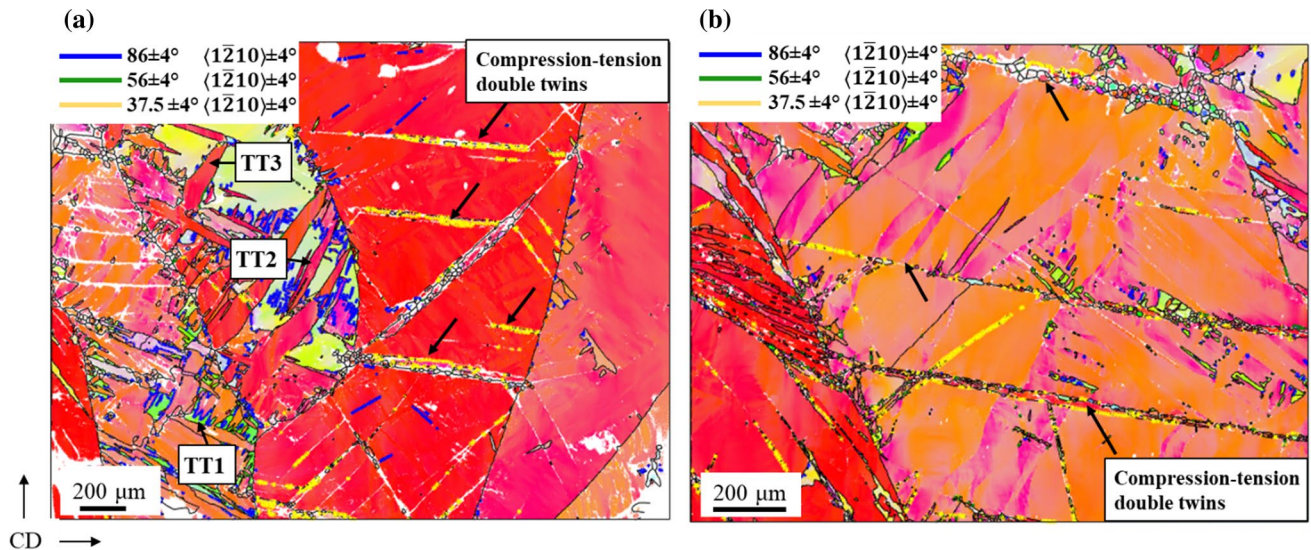 (a)
86±4° ⟨12̅10⟩±4°
56±4° ⟨12̅10⟩±4°
37.5 ±4° ⟨12̅10⟩±4°
Compression-tension
double twins
TT3
TT2
TT1
200 µm
CD
(b)
86±4° ⟨12̅10⟩±4°
56±4° ⟨12̅10⟩±4°
37.5 ±4° ⟨12̅10⟩±4°
200 µm
Compression-tension
double twins